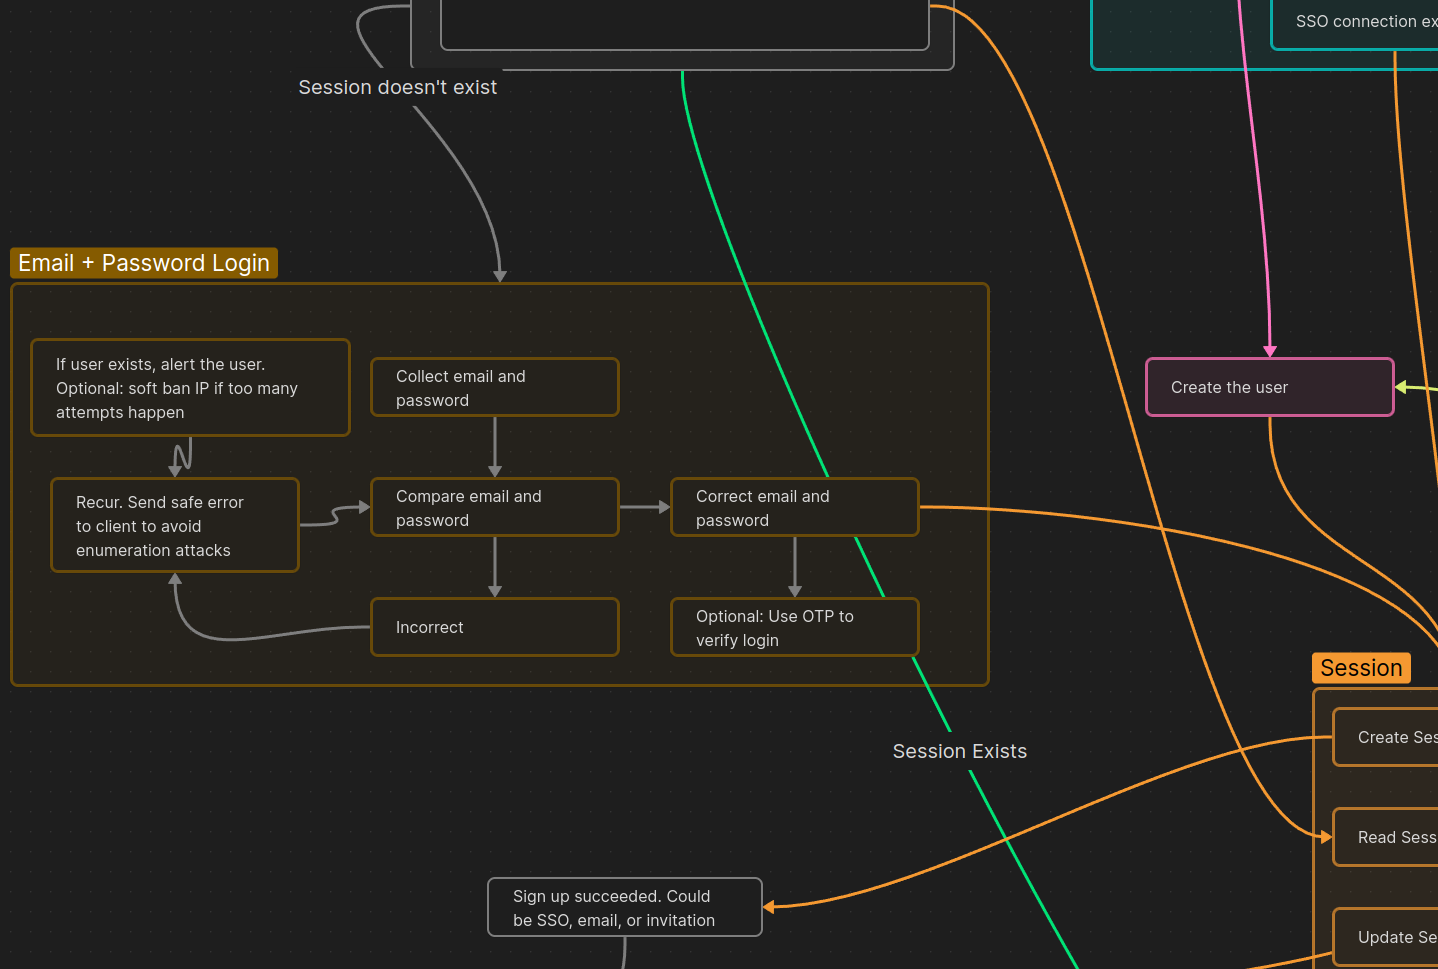 SSO connection ex
Session doesn't exist
Email + Password Login
If user exists, alert the user.
Optional: soft ban IP if too many
attempts happen
Collect email and
password
Create the user
Recur. Send safe error
to client to avoid
enumeration attacks
Compare email and
password
Correct email and
password
Incorrect
Optional: Use OTP to
verify login
Session
Create Ses
Session Exists
Read Sess
Sign up succeeded. Could
be SSO, email, or invitation
Update Se